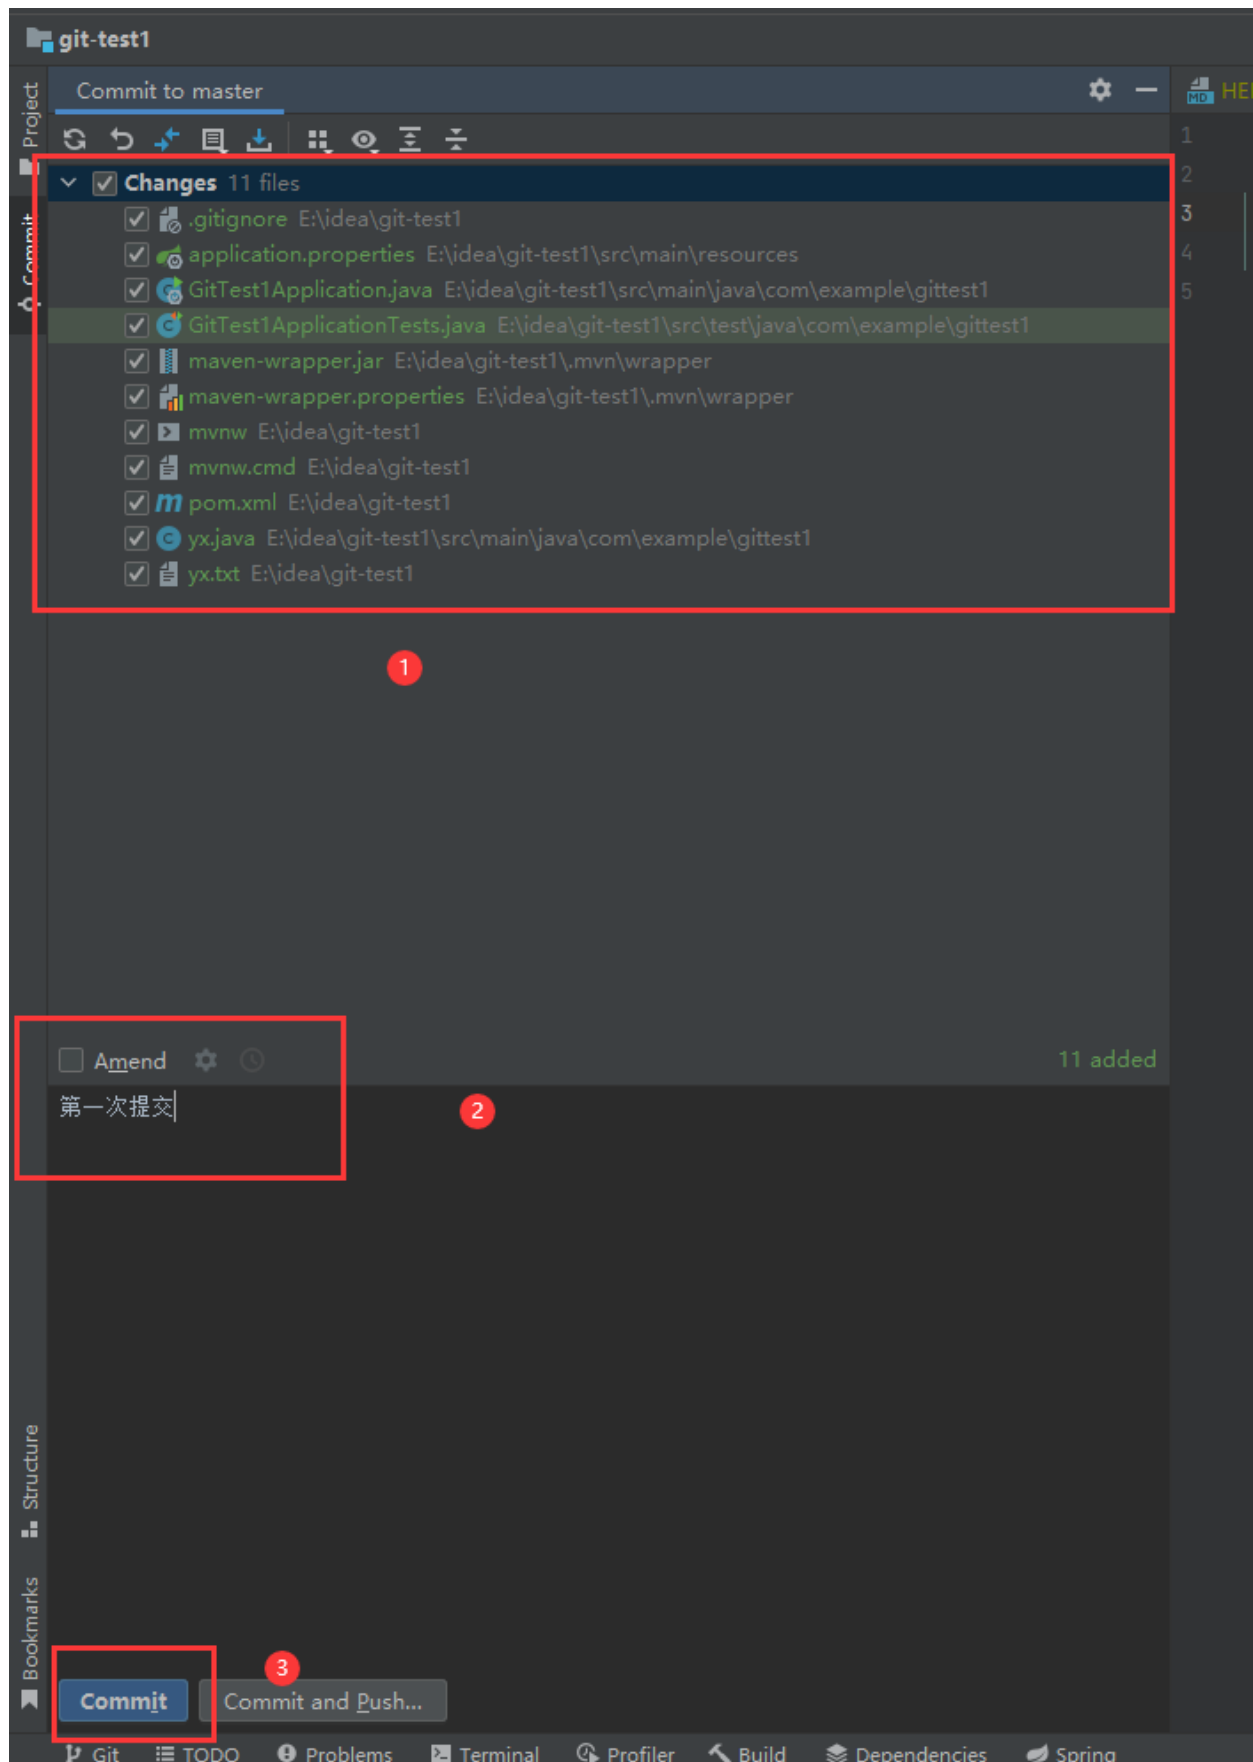 git-test1
Project
Commit to master
MD HE
1
2
3
4
5
Changes 11 files
.gitignore E:\idea\git-test1
application.properties E:\idea\git-test1\src\main\resources
GitTest1Application.java E:\idea\git-test1\src\main\java\com\example\gittest1
GitTest1ApplicationTests.java E:\idea\git-test1\src\test\java\com\example\gittest1
maven-wrapper.jar E:\idea\git-test1\.mvn\wrapper
maven-wrapper.properties E:\idea\git-test1\.mvn\wrapper
mvnw E:\idea\git-test1
mvnw.cmd E:\idea\git-test1
pom.xml E:\idea\git-test1
yx.java E:\idea\git-test1\src\main\java\com\example\gittest1
yx.txt E:\idea\git-test1
Commit
1
Amend
11 added
第一次提交
2
Structure
Bookmarks
3
Commit
Commit and Push...
Git
TODO
Problems
Terminal
Profiler
Build
Dependencies
Spring